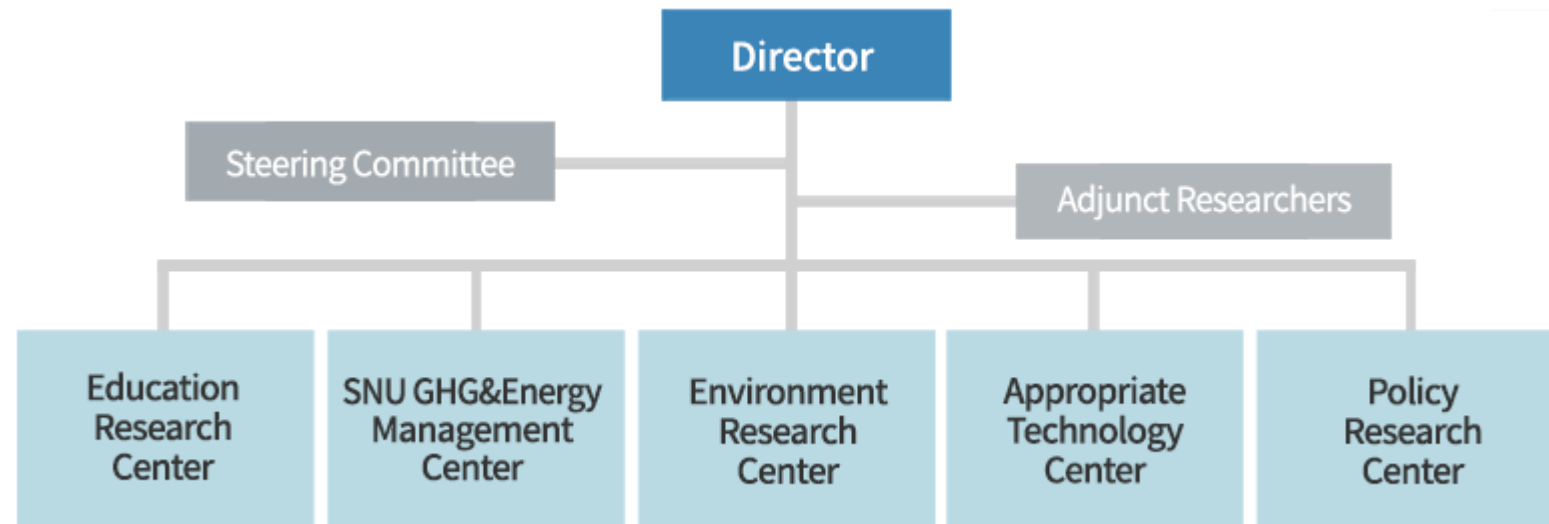 Director
Steering Committee
Adjunct Researchers
Education
Research
Center
SNU GHG&Energy
Management
Center
Environment
Research
Center
Appropriate
Technology
Center
Policy
Research
Center